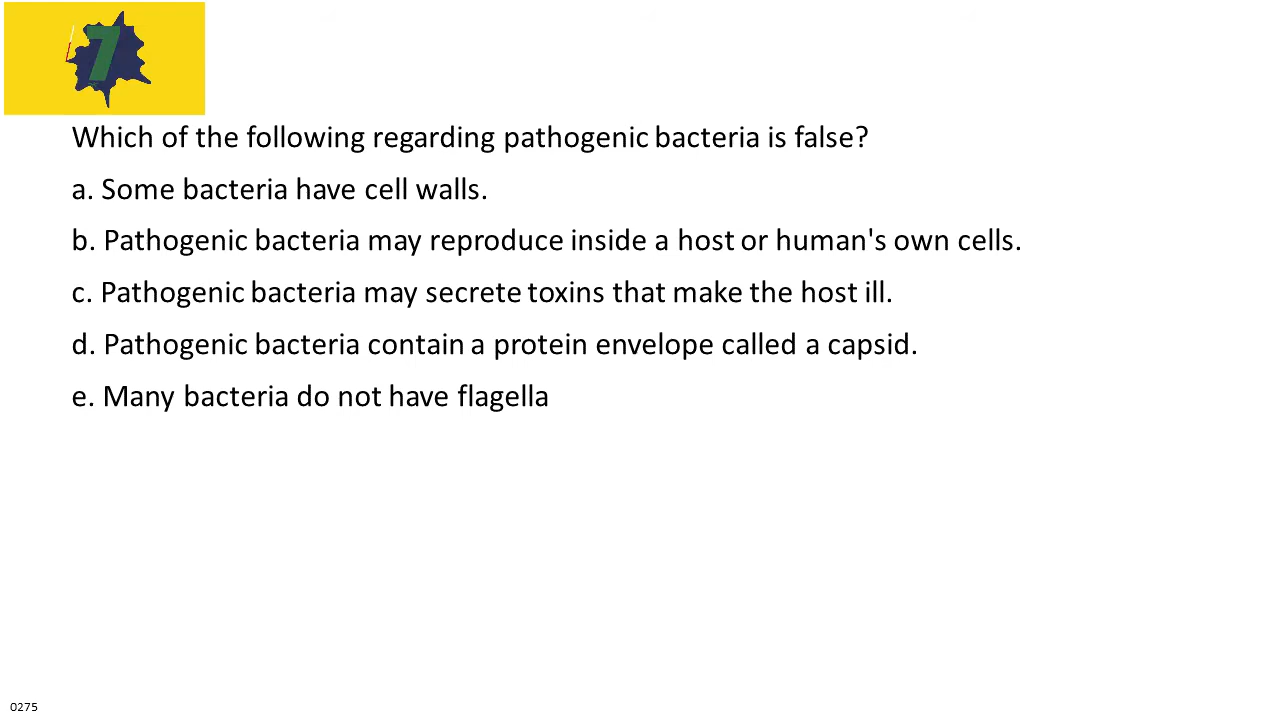 7
Which of the following regarding pathogenic bacteria is false?
a. Some bacteria have cell walls.
b. Pathogenic bacteria may reproduce inside a host or human's own cells.
c. Pathogenic bacteria may secrete toxins that make the host ill.
d. Pathogenic bacteria contain a protein envelope called a capsid.
e. Many bacteria do not have flagella
0275